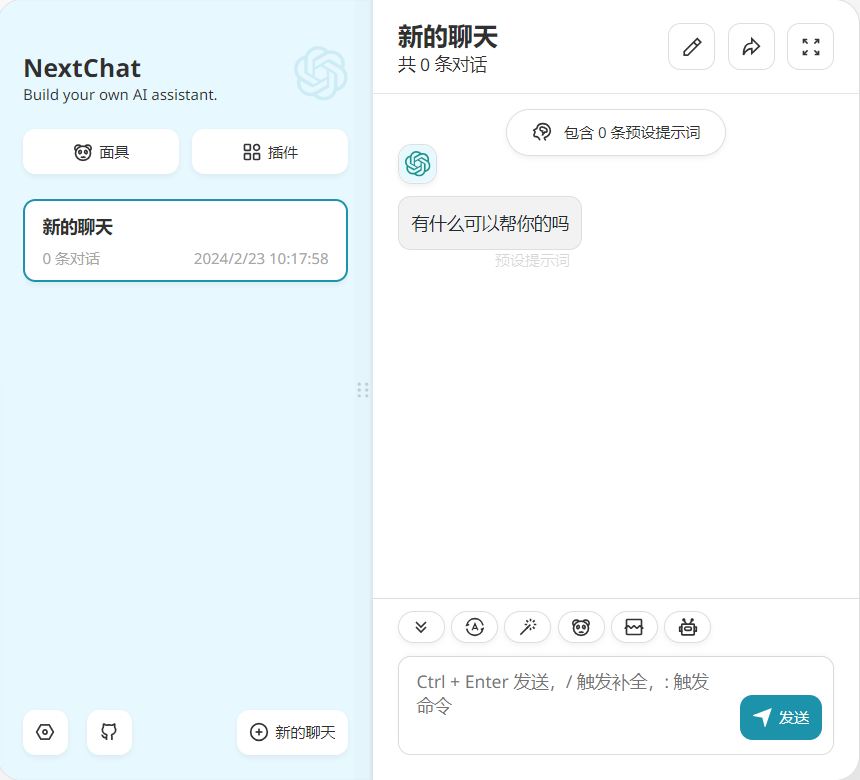 NextChat
Build your own AI assistant.
面具
插件
新的聊天
0 条对话
2024/2/23 10:17:58
新的聊天
新的聊天
共 0 条对话
包含 0 条预设提示词
有什么可以帮你的吗
预设提示词
Ctrl + Enter 发送，/ 触发补全，: 触发
命令
发送